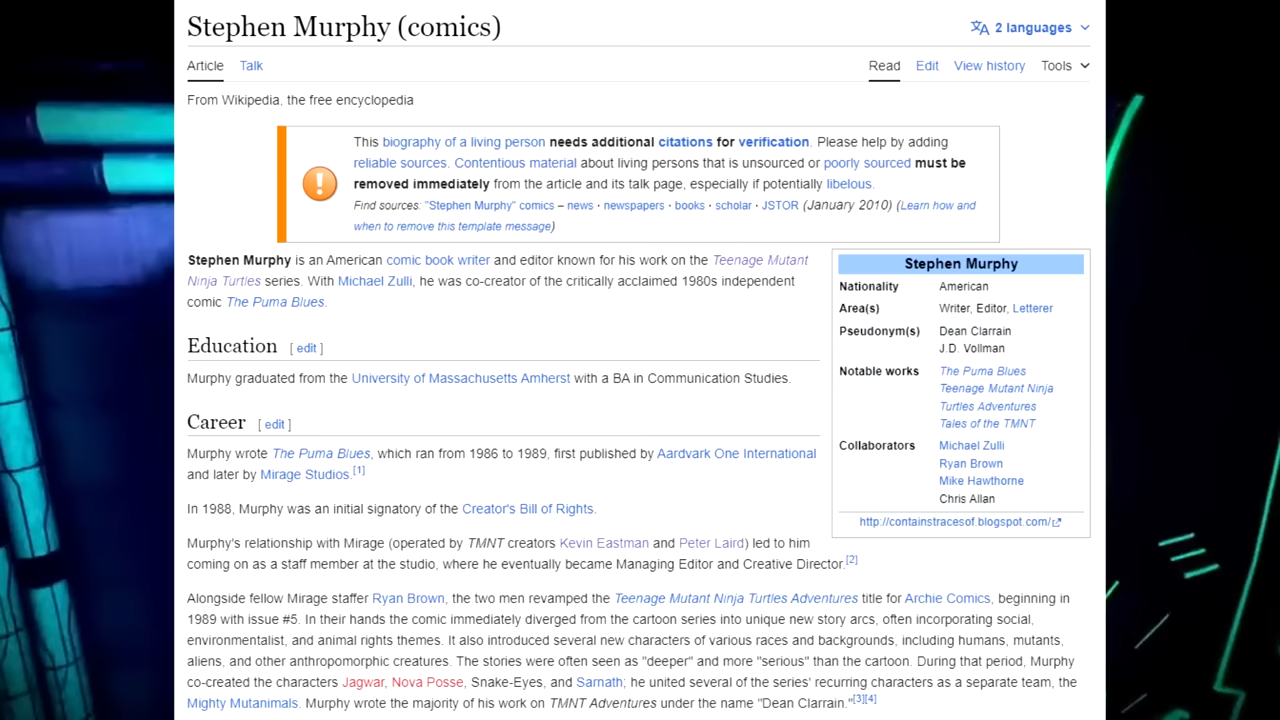 Stephen Murphy (comics)
2 languages
Article Talk Read Edit View history Tools
From Wikipedia, the free encyclopedia
This biography of a living person needs additional citations for verification. Please help by adding
reliable sources. Contentious material about living persons that is unsourced or poorly sourced must be
removed immediately from the article and its talk page, especially if potentially libelous.
Find sources: "Stephen Murphy" comics – news · newspapers · books · scholar · JSTOR (January 2010) (Learn how and
when to remove this template message)
Stephen Murphy is an American comic book writer and editor known for his work on the Teenage Mutant
Ninja Turtles series. With Michael Zulli, he was co-creator of the critically acclaimed 1980s independent
comic The Puma Blues.
Education [ edit ]
Murphy graduated from the University of Massachusetts Amherst with a BA in Communication Studies.
Career [ edit ]
Murphy wrote The Puma Blues, which ran from 1986 to 1989, first published by Aardvark One International
and later by Mirage Studios.[1]
In 1988, Murphy was an initial signatory of the Creator's Bill of Rights.
Murphy's relationship with Mirage (operated by TMNT creators Kevin Eastman and Peter Laird) led to him
coming on as a staff member at the studio, where he eventually became Managing Editor and Creative Director.[2]
Alongside fellow Mirage staffer Ryan Brown, the two men revamped the Teenage Mutant Ninja Turtles Adventures title for Archie Comics, beginning in
1989 with issue #5. In their hands the comic immediately diverged from the cartoon series into unique new story arcs, often incorporating social,
environmentalist, and animal rights themes. It also introduced several new characters of various races and backgrounds, including humans, mutants,
aliens, and other anthropomorphic creatures. The stories were often seen as "deeper" and more "serious" than the cartoon. During that period, Murphy
co-created the characters Jagwar, Nova Posse, Snake-Eyes, and Sarnath; he united several of the series' recurring characters as a separate team, the
Mighty Mutanimals. Murphy wrote the majority of his work on TMNT Adventures under the name "Dean Clarrain."[3][4]
Stephen Murphy
Nationality American
Area(s) Writer, Editor, Letterer
Pseudonym(s) Dean Clarrain
J.D. Vollman
Notable works The Puma Blues
Teenage Mutant Ninja
Turtles Adventures
Tales of the TMNT
Collaborators Michael Zulli
Ryan Brown
Mike Hawthorne
Chris Allan
http://containstracesof.blogspot.com/